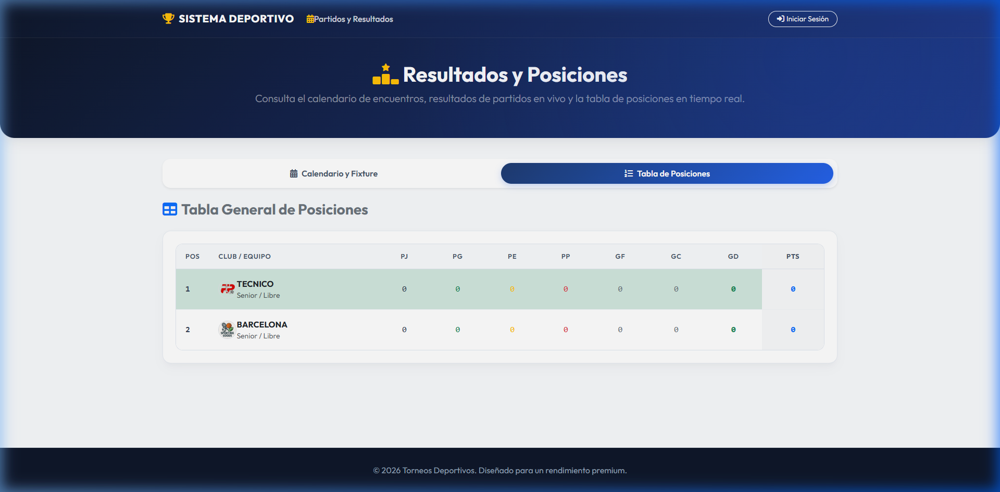 SISTEMA DEPORTIVO Partidos y Resultados Iniciar Sesión
Resultados y Posiciones
Consulta el calendario de encuentros, resultados de partidos en vivo y la tabla de posiciones en tiempo real.
Calendario y Fixture Tabla de Posiciones
Tabla General de Posiciones
POS CLUB / EQUIPO PJ PG PE PP GF GC GD PTS
1 TECNICO 0 0 0 0 0 0 0 0
Senior / Libre
2 SPORTING GOODS BARCELONA 0 0 0 0 0 0 0 0
Senior / Libre
© 2026 Torneos Deportivos. Diseñado para un rendimiento premium.